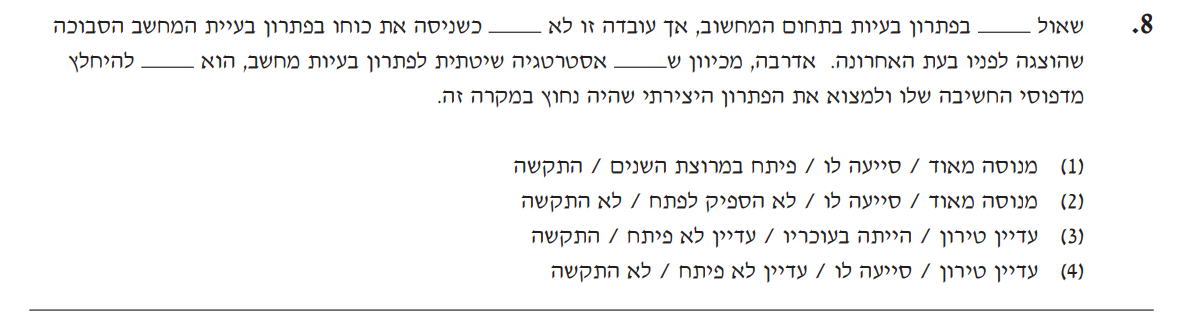 8. שאול _____ בפתרון בעיות בתחום המחשוב, אך עובדה זו לא _____ כשניסה את כוחו בפתרון בעיית המחשב הסבוכה
שהוצגה לפניו בעת האחרונה. אדרבה, מכיוון ש_____ אסטרטגיה שיטתית לפתרון בעיות מחשב, הוא _____ להיחלץ
מדפוסי החשיבה שלו ולמצוא את הפתרון היצירתי שהיה נחוץ במקרה זה.
(1) מנוסה מאוד / סייעה לו / פיתח במרוצת השנים / התקשה
(2) מנוסה מאוד / סייעה לו / לא הספיק לפתח / לא התקשה
(3) עדיין טירון / הייתה בעוכריו / עדיין לא פיתח / התקשה
(4) עדיין טירון / סייעה לו / עדיין לא פיתח / לא התקשה